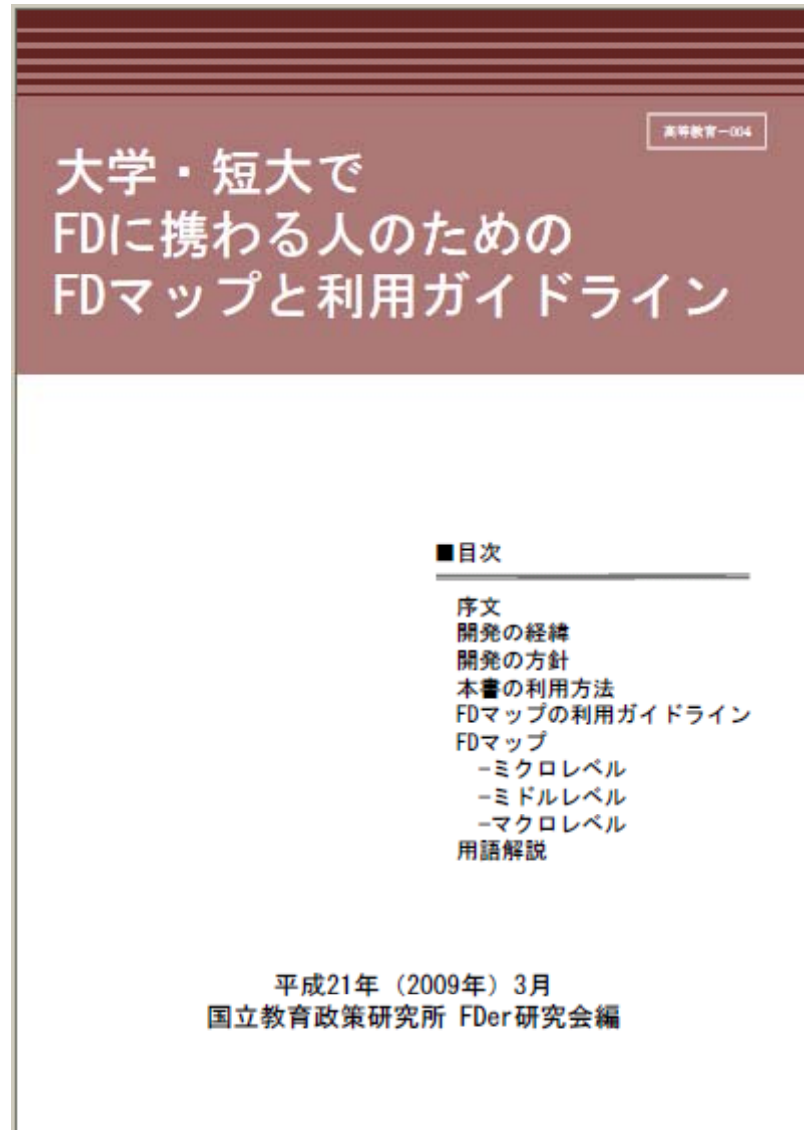 高等教育－004
大学・短大で
FDに携わる人のための
FDマップと利用ガイドライン
■目次
序文
開発の経緯
開発の方針
本書の利用方法
FDマップの利用ガイドライン
FDマップ
－ミクロレベル
－ミドルレベル
－マクロレベル
用語解説
平成21年（2009年）3月
国立教育政策研究所 FDer研究会編